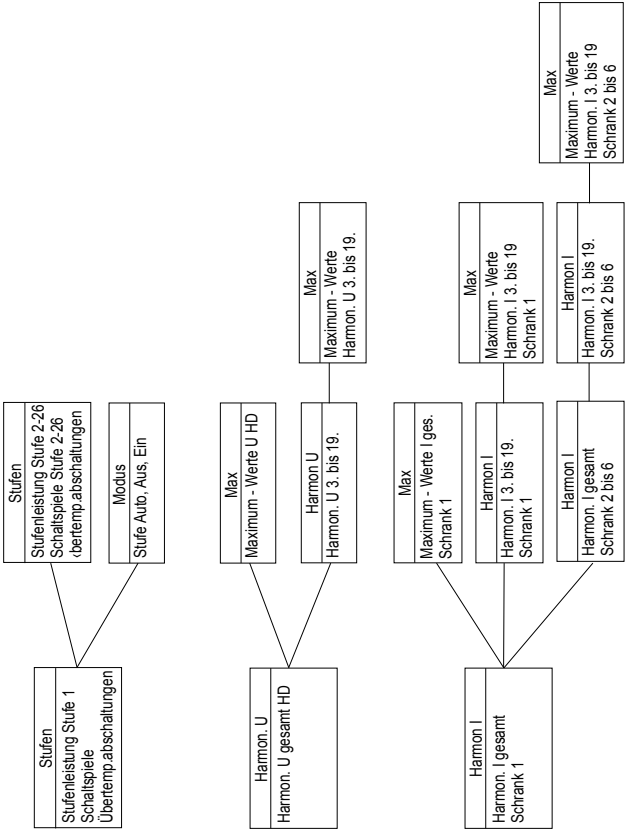 Stufen
Stufenleistung Stufe 1
Schaltspiele
Übertemp.abschaltungen
Stufen
Stufenleistung Stufe 2-26
Schaltspiele Stufe 2-26
‹bertemp.abschaltungen
Modus
Stufe Auto, Aus, Ein
Harmon. U
Harmon. U gesamt HD
Max
Maximum - Werte U HD
Harmon U
Harmon. U 3. bis 19.
Max
Maximum - Werte
Harmon. U 3. bis 19.
Harmon I
Harmon. I gesamt
Schrank 1
Max
Maximum - Werte I ges.
Schrank 1
Harmon I
Harmon. I 3. bis 19.
Schrank 1
Max
Maximum - Werte
Harmon. I 3. bis 19
Schrank 1
Harmon I
Harmon. I gesamt
Schrank 2 bis 6
Harmon I
Harmon. I 3. bis 19.
Schrank 2 bis 6
Max
Maximum - Werte
Harmon. I 3. bis 19
Schrank 2 bis 6